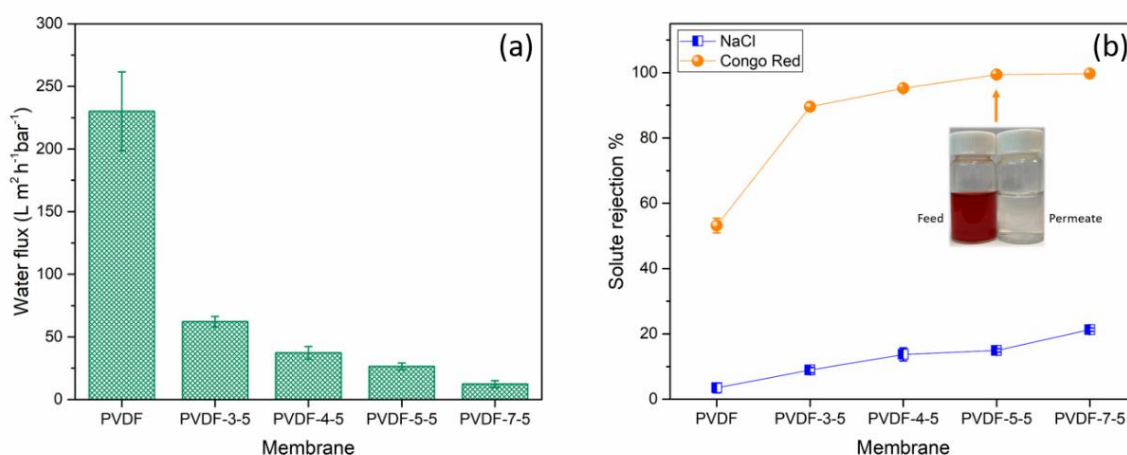 (a)
Water flux (L m² h⁻¹bar⁻¹)
300
250
200
150
100
50
0
PVDF
PVDF-3-5
PVDF-4-5
PVDF-5-5
PVDF-7-5
Membrane
(b)
NaCl
Congo Red
Solute rejection %
100
80
60
40
20
0
Feed
Permeate
PVDF
PVDF-3-5
PVDF-4-5
PVDF-5-5
PVDF-7-5
Membrane